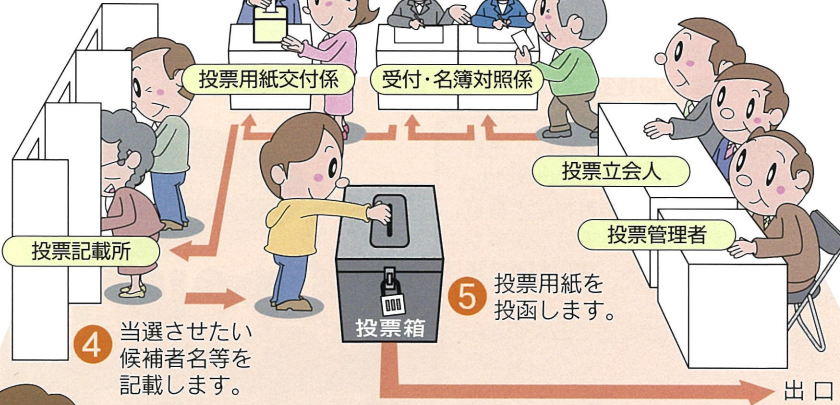 投票用紙交付係
受付・名簿対照係
投票立会人
投票管理者
投票記載所
4 当選させたい
候補者名等を
記載します。
5 投票用紙を
投函します。
投票箱
出口